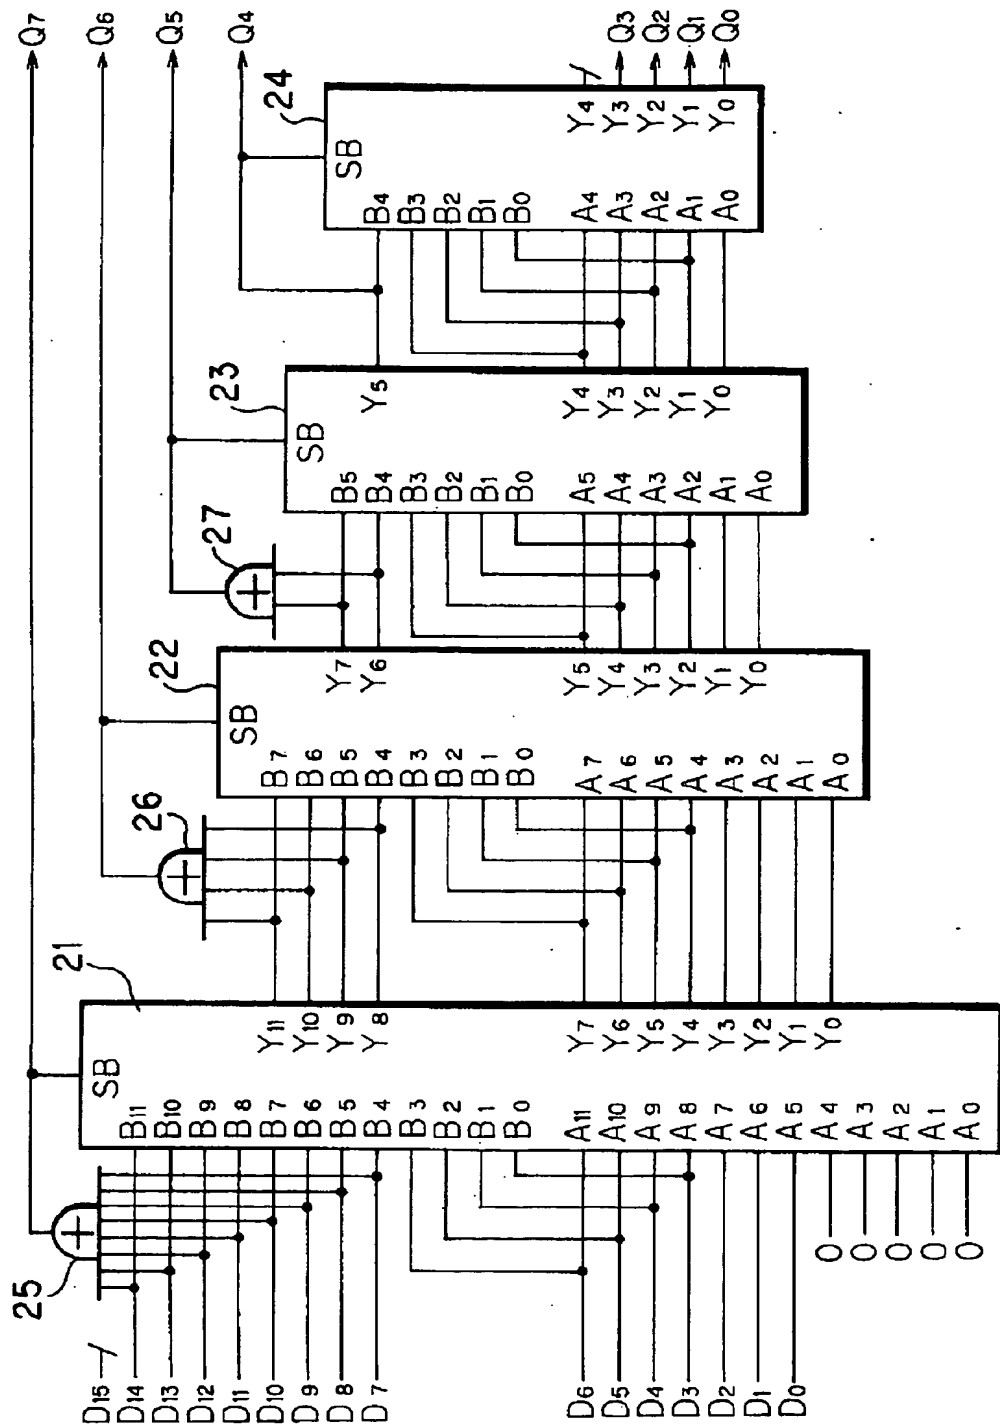 Q7
Q6
Q5
Q4
24
SB
B4
B3
B2
B1
B0
A4
A3
A2
A1
A0
Y4
Y3
Y2
Y1
Y0
Q3
Q2
Q1
Q0
23
SB
B5
B4
B3
B2
B1
B0
A5
A4
A3
A2
A1
A0
Y5
Y4
Y3
Y2
Y1
Y0
27
22
SB
B7
B6
B5
B4
B3
B2
B1
B0
A7
A6
A5
A4
A3
A2
A1
A0
Y7
Y6
Y5
Y4
Y3
Y2
Y1
Y0
26
21
SB
B11
B10
B9
B8
B7
B6
B5
B4
B3
B2
B1
B0
A11
A10
A9
A8
A7
A6
A5
A4
A3
A2
A1
A0
Y11
Y10
Y9
Y8
Y7
Y6
Y5
Y4
Y3
Y2
Y1
Y0
25
D15
D14
D13
D12
D11
D10
D9
D8
D7
D6
D5
D4
D3
D2
D1
D0
0
0
0
0
0